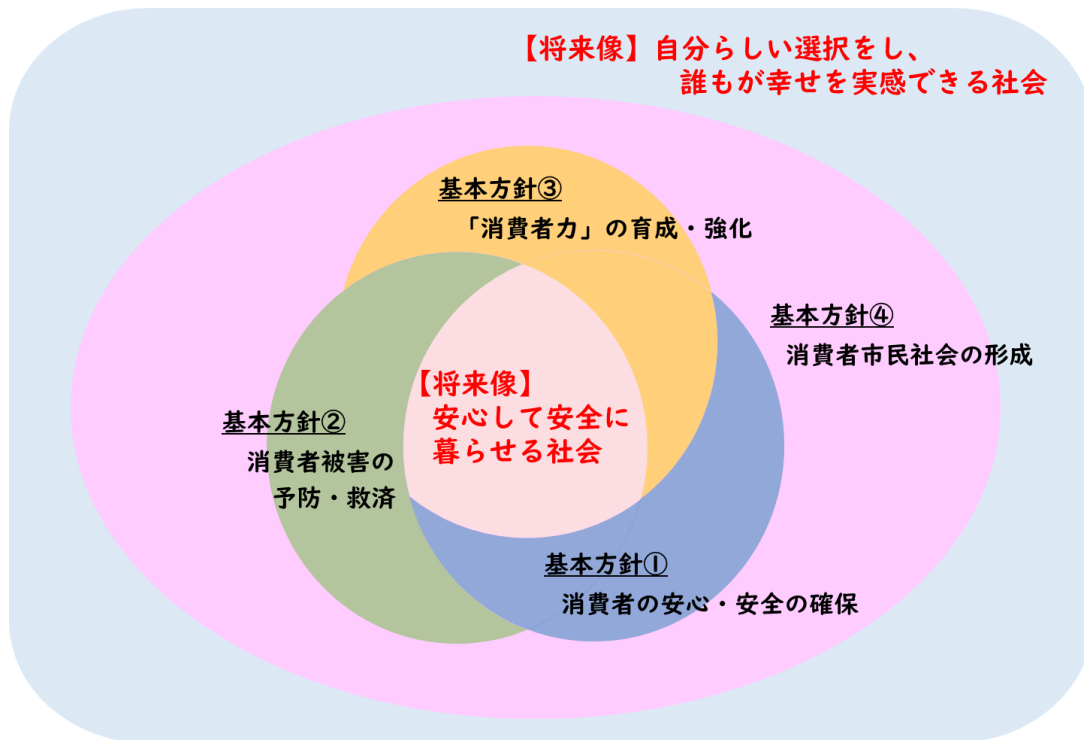 【将来像】自分らしい選択をし、
誰もが幸せを実感できる社会
基本方針③
「消費者力」の育成・強化
基本方針④
消費者市民社会の形成
【将来像】
安心して安全に
暮らせる社会
基本方針②
消費者被害の
予防・救済
基本方針①
消費者の安心・安全の確保